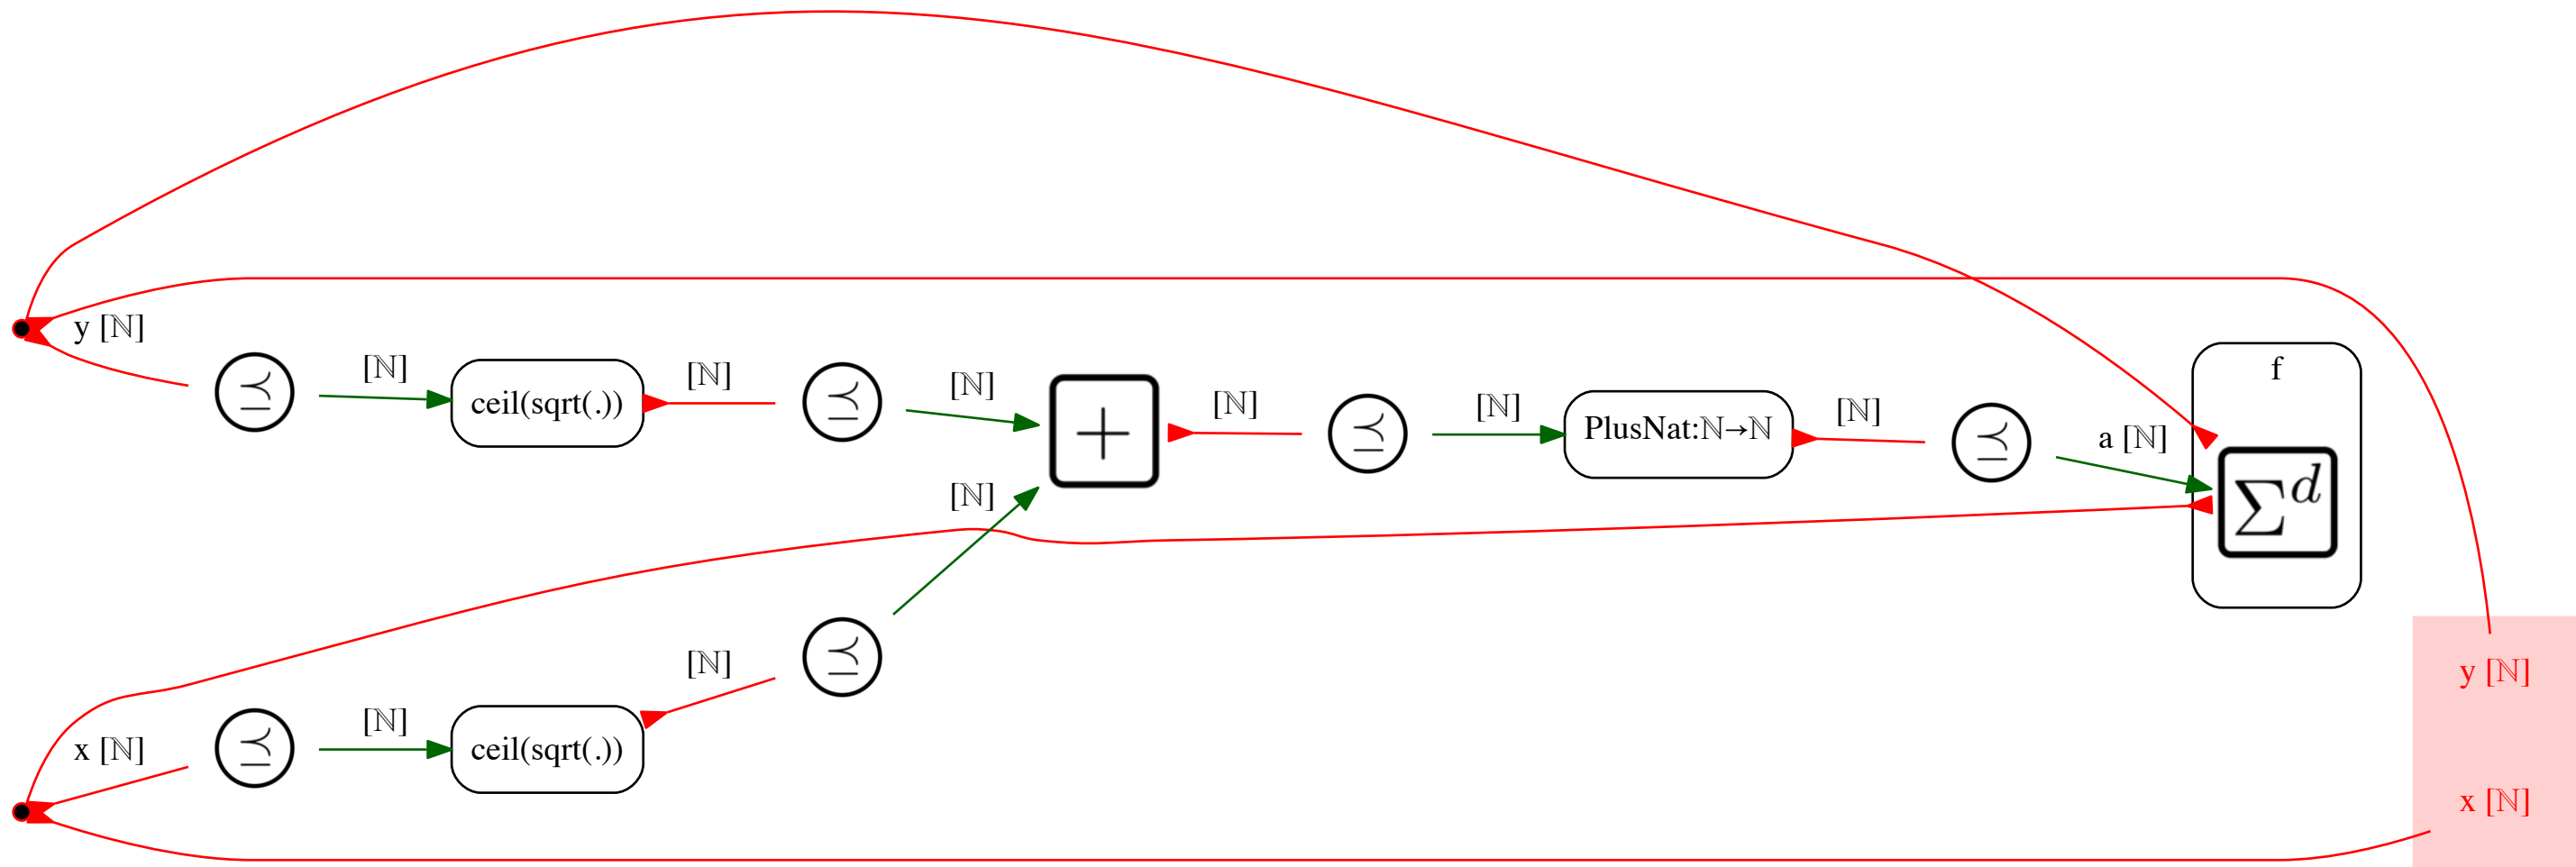 y [ℕ]
⪯
[ℕ]
ceil(sqrt(.))
[ℕ]
⪯
[ℕ]
+
[ℕ]
⪯
[ℕ]
PlusNat:ℕ→ℕ
[ℕ]
⪯
a [ℕ]
f
Σ^d
[ℕ]
x [ℕ]
⪯
[ℕ]
ceil(sqrt(.))
[ℕ]
⪯
y [ℕ]
x [ℕ]